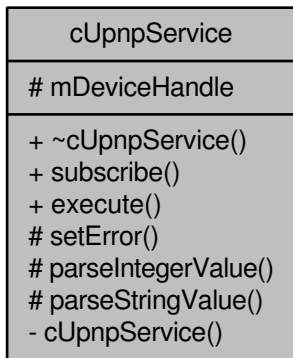 cUpnpService
# mDeviceHandle
+ ~cUpnpService()
+ subscribe()
+ execute()
# setError()
# parseIntegerValue()
# parseStringValue()
- cUpnpService()